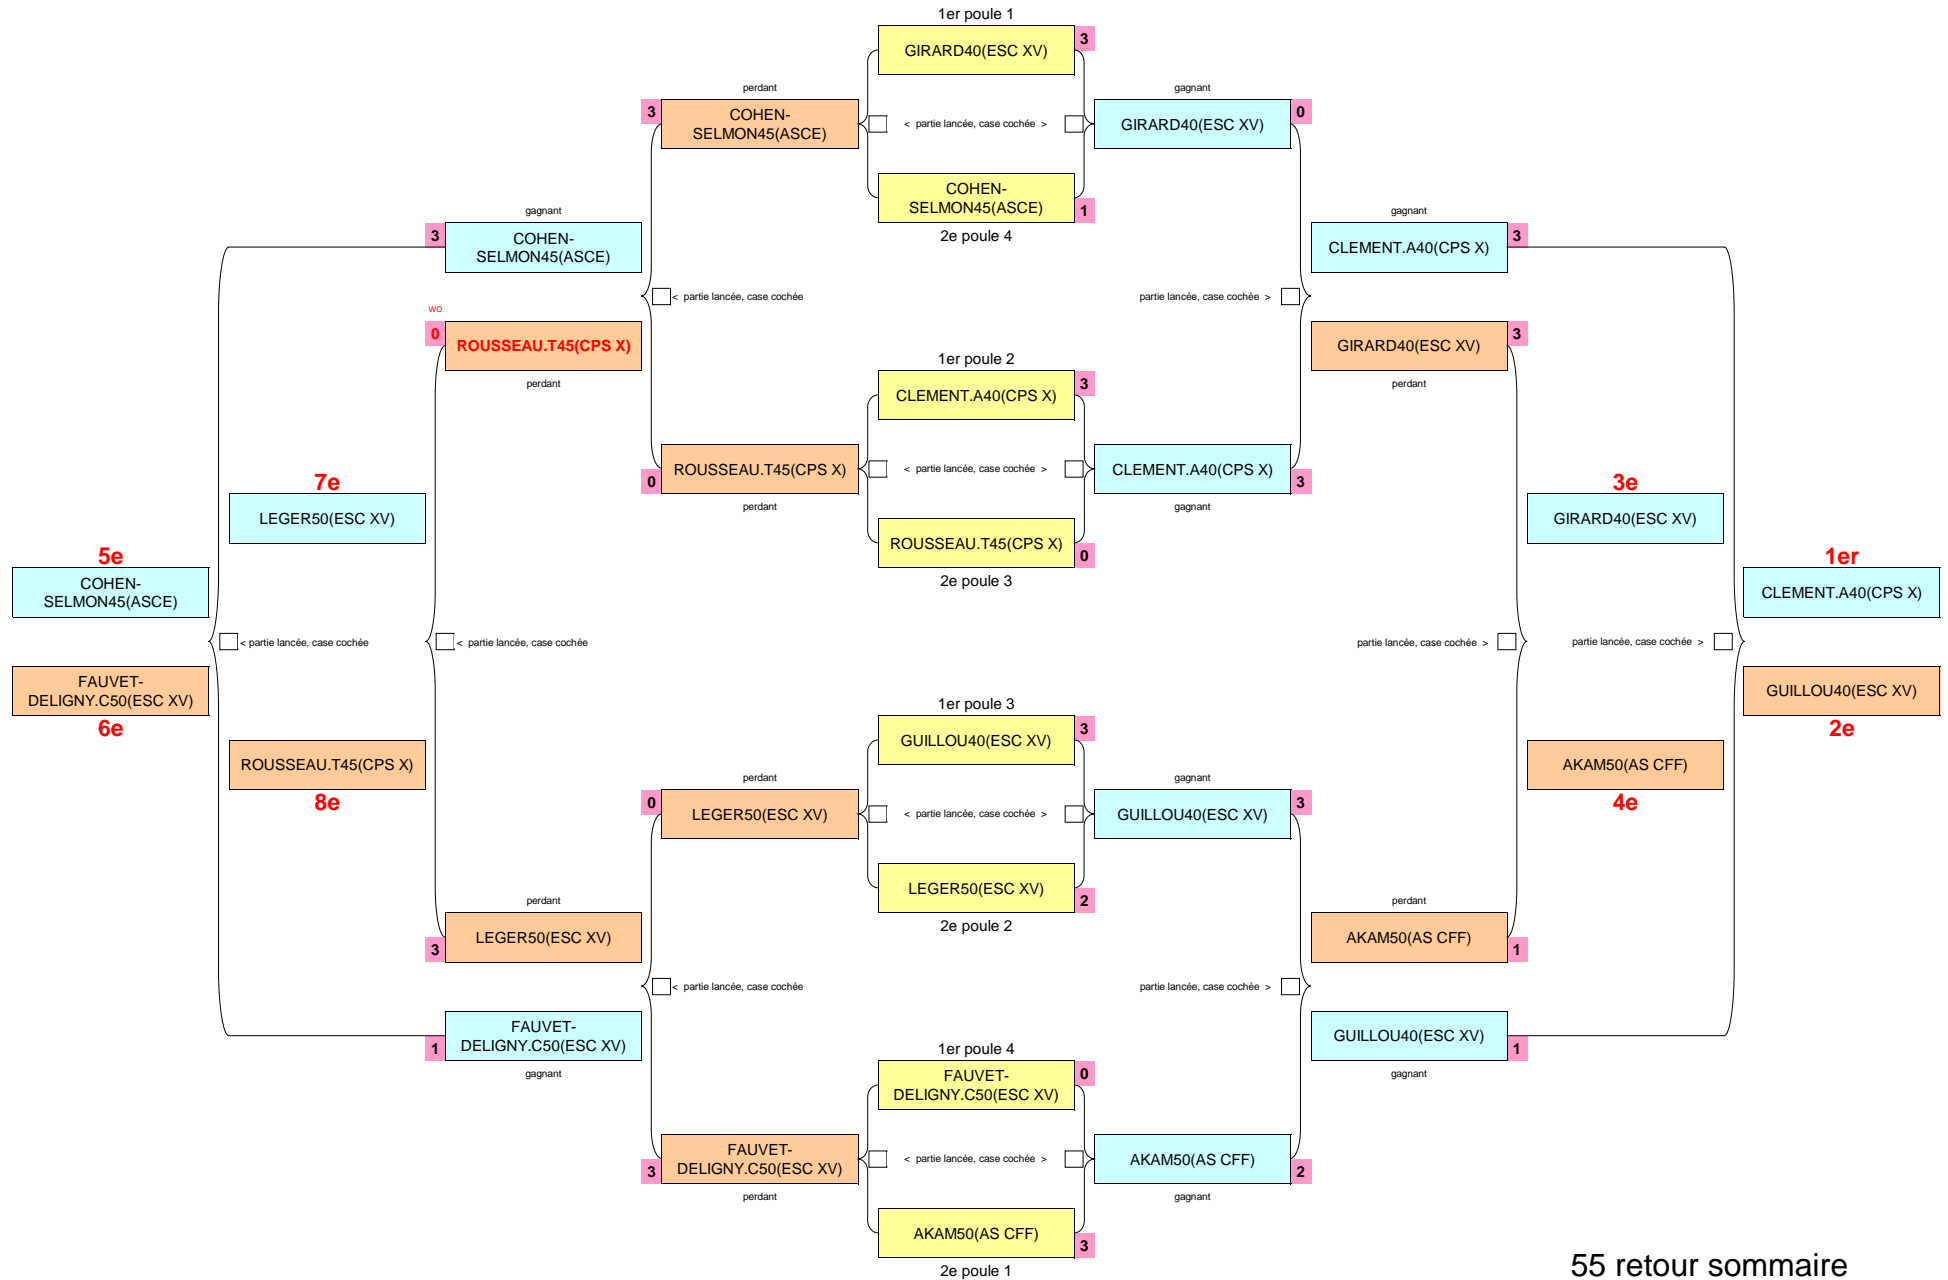 1er poule 1
GIRARD40(ESC XV)
3
perdant
gagnant
3
COHEN-
SELMON45(ASCE)
< partie lancée, case cochée >
GIRARD40(ESC XV)
0
COHEN-
SELMON45(ASCE)
1
2e poule 4
gagnant
3
COHEN-
SELMON45(ASCE)
gagnant
CLEMENT.A40(CPS X)
3
< partie lancée, case cochée
partie lancée, case cochée >
wo
0
ROUSSEAU.T45(CPS X)
perdant
GIRARD40(ESC XV)
3
perdant
1er poule 2
CLEMENT.A40(CPS X)
3
ROUSSEAU.T45(CPS X)
0
perdant
< partie lancée, case cochée >
CLEMENT.A40(CPS X)
3
gagnant
ROUSSEAU.T45(CPS X)
0
2e poule 3
7e
LEGER50(ESC XV)
3e
GIRARD40(ESC XV)
5e
COHEN-
SELMON45(ASCE)
1er
CLEMENT.A40(CPS X)
< partie lancée, case cochée
< partie lancée, case cochée
partie lancée, case cochée >
partie lancée, case cochée >
FAUVET-
DELIGNY.C50(ESC XV)
6e
GUILLOU40(ESC XV)
2e
ROUSSEAU.T45(CPS X)
8e
AKAM50(AS CFF)
4e
1er poule 3
GUILLOU40(ESC XV)
3
perdant
gagnant
0
LEGER50(ESC XV)
< partie lancée, case cochée >
GUILLOU40(ESC XV)
3
LEGER50(ESC XV)
2
2e poule 2
perdant
LEGER50(ESC XV)
3
perdant
AKAM50(AS CFF)
1
< partie lancée, case cochée
partie lancée, case cochée >
FAUVET-
DELIGNY.C50(ESC XV)
1
gagnant
GUILLOU40(ESC XV)
1
gagnant
1er poule 4
FAUVET-
DELIGNY.C50(ESC XV)
0
FAUVET-
DELIGNY.C50(ESC XV)
3
perdant
< partie lancée, case cochée >
AKAM50(AS CFF)
2
gagnant
AKAM50(AS CFF)
3
2e poule 1
55 retour sommaire